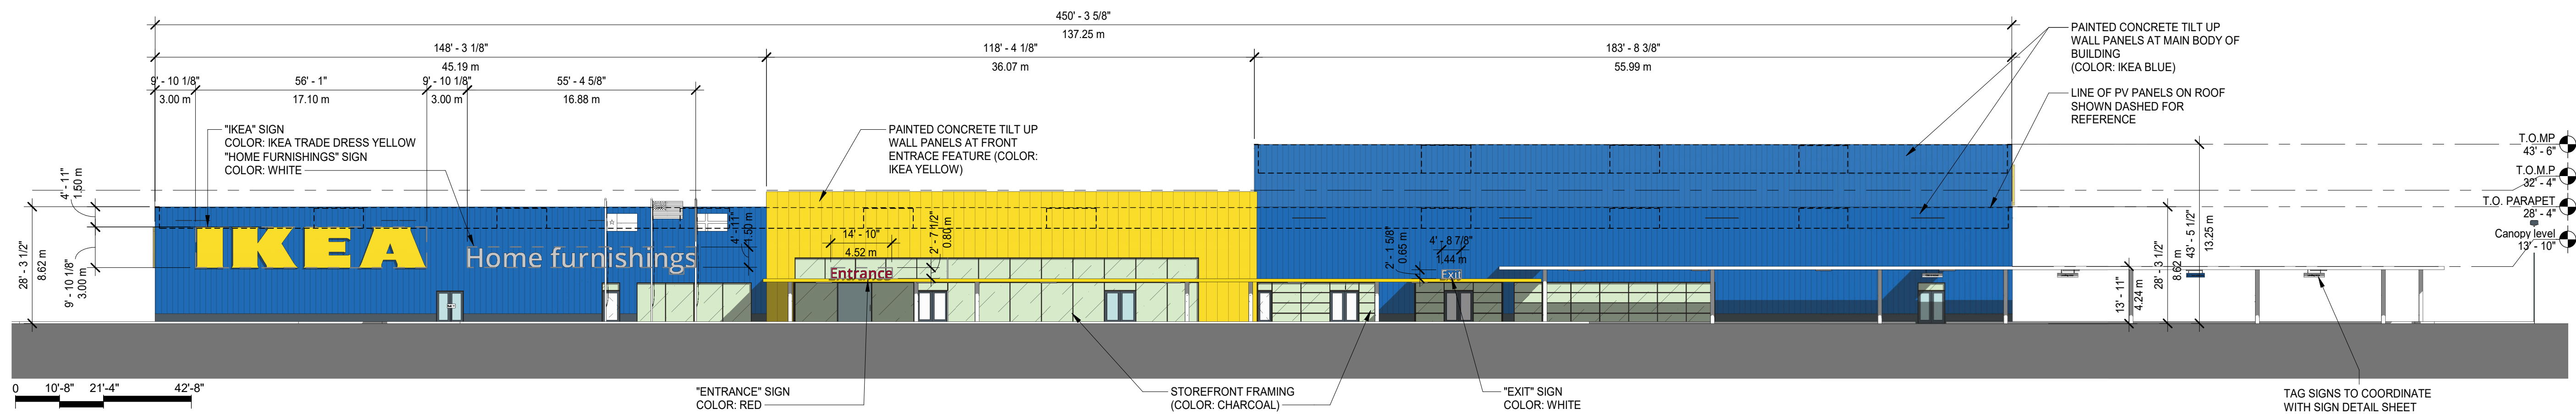 450' - 3 5/8"
137.25 m
148' - 3 1/8"
45.19 m
118' - 4 1/8"
36.07 m
183' - 8 3/8"
55.99 m
9' - 10 1/8"
3.00 m
56' - 1"
17.10 m
9' - 10 1/8"
3.00 m
55' - 4 5/8"
16.88 m
PAINTED CONCRETE TILT UP
WALL PANELS AT MAIN BODY OF
BUILDING
(COLOR: IKEA BLUE)
LINE OF PV PANELS ON ROOF
SHOWN DASHED FOR
REFERENCE
"IKEA" SIGN
COLOR: IKEA TRADE DRESS YELLOW
"HOME FURNISHINGS" SIGN
COLOR: WHITE
PAINTED CONCRETE TILT UP
WALL PANELS AT FRONT
ENTRACE FEATURE (COLOR:
IKEA YELLOW)
T.O.MP
43' - 6"
T.O.M.P
32' - 4"
T.O. PARAPET
28' - 4"
Canopy level
13' - 10"
4' - 11"
1.50 m
28' - 3 1/2"
8.62 m
9' - 10 1/8"
3.00 m
IKEA
Home furnishings
4' - 11"
1.50 m
14' - 10"
4.52 m
2' - 7 1/2"
0.80 m
Entrance
2' - 1 5/8"
0.65 m
4' - 8 7/8"
1.44 m
Exit
13' - 11"
4.24 m
28' - 3 1/2"
8.62 m
43' - 5 1/2"
13.25 m
0 10'-8" 21'-4" 42'-8"
"ENTRANCE" SIGN
COLOR: RED
STOREFRONT FRAMING
(COLOR: CHARCOAL)
"EXIT" SIGN
COLOR: WHITE
TAG SIGNS TO COORDINATE
WITH SIGN DETAIL SHEET